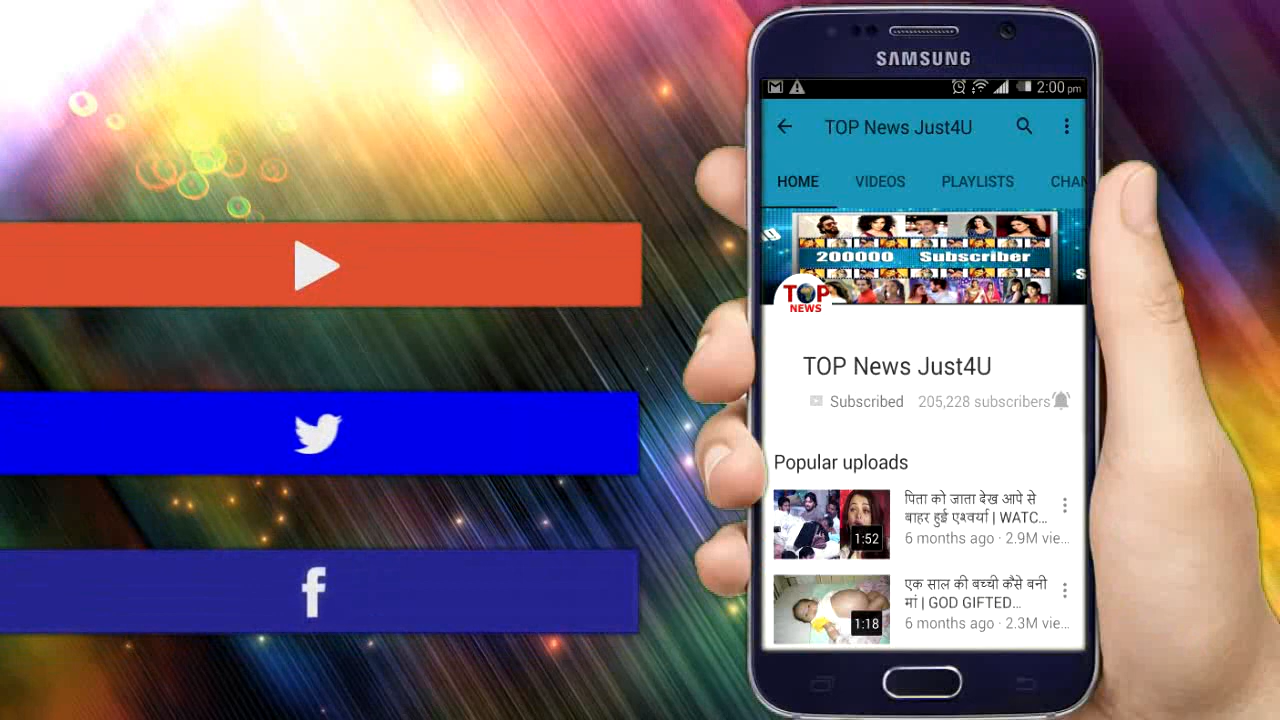 SAMSUNG
2:00 pm
TOP News Just4U
HOME VIDEOS PLAYLISTS CHAN
200000 Subscriber
TOP
NEWS
TOP News Just4U
Subscribed 205,228 subscribers
Popular uploads
पिता को जाता देख आपे से
बाहर हुई एश्वर्या | WATC...
6 months ago · 2.9M vie...
1:52
एक साल की बच्ची कैसे बनी
मां | GOD GIFTED...
6 months ago · 2.3M vie...
1:18